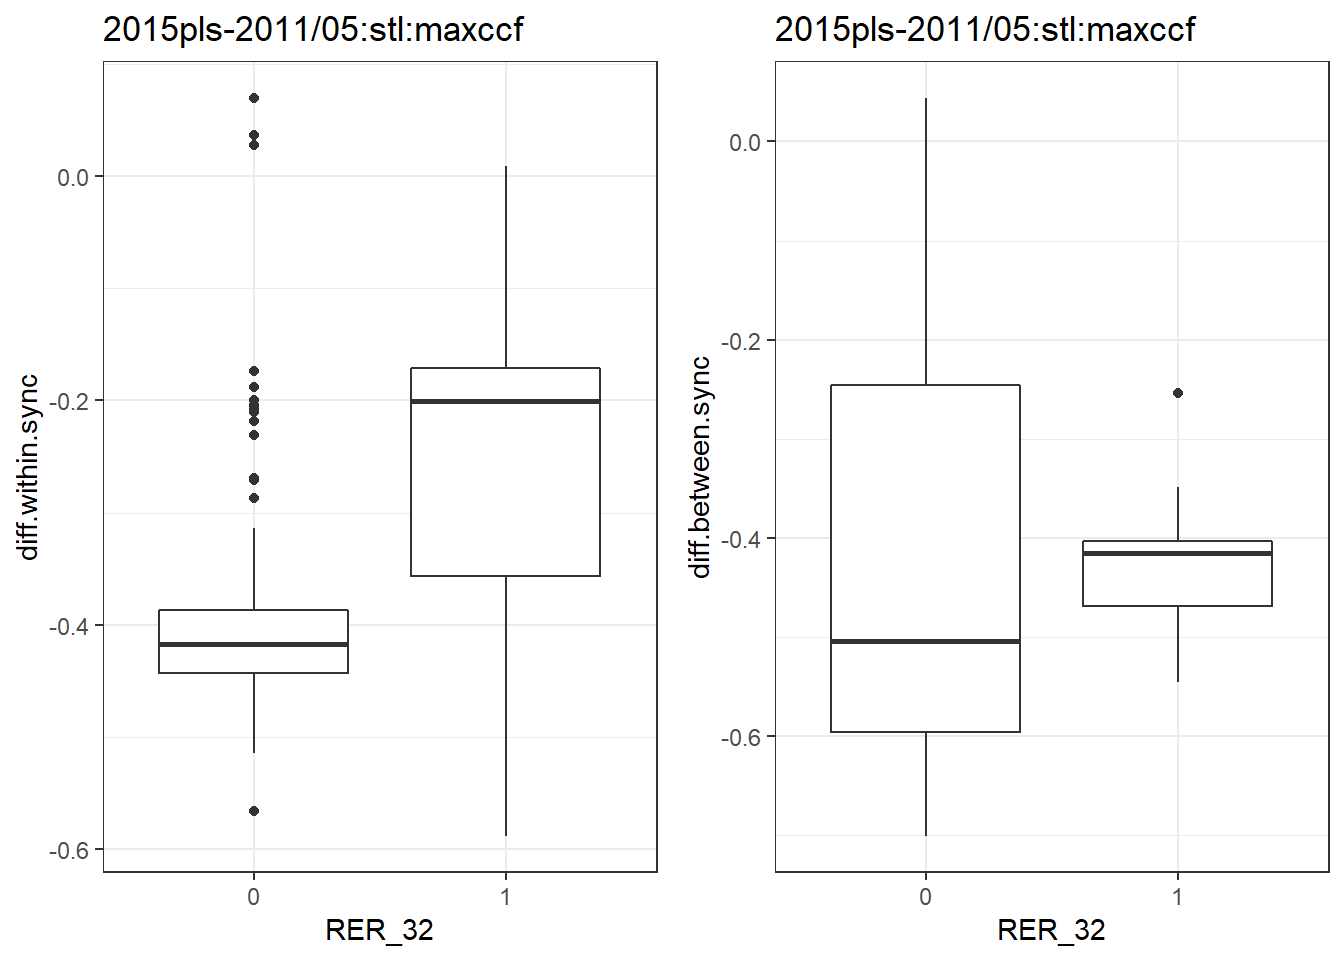 2015pls-2011/05:stl:maxccf
diff.within.sync
0.0
-0.2
-0.4
-0.6
0
1
RER_32
2015pls-2011/05:stl:maxccf
diff.between.sync
0.0
-0.2
-0.4
-0.6
0
1
RER_32